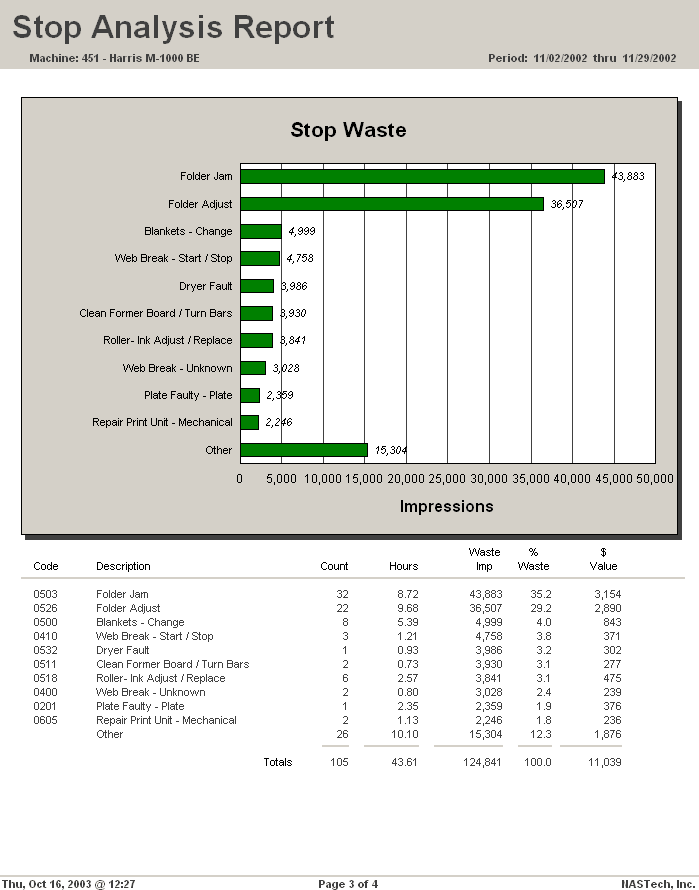 Stop Analysis Report
Machine: 451 - Harris M-1000 BE Period: 11/02/2002 thru 11/29/2002
Stop Waste
Folder Jam 43,883
Folder Adjust 36,507
Blankets - Change 4,999
Web Break - Start / Stop 4,758
Dryer Fault 3,986
Clean Former Board / Turn Bars 3,930
Roller- Ink Adjust / Replace 3,841
Web Break - Unknown 3,028
Plate Faulty - Plate 2,359
Repair Print Unit - Mechanical 2,246
Other 15,304
0 5,000 10,000 15,000 20,000 25,000 30,000 35,000 40,000 45,000 50,000
Impressions
Waste % $
Code Description Count Hours Imp Waste Value
0503 Folder Jam 32 8.72 43,883 35.2 3,154
0526 Folder Adjust 22 9.68 36,507 29.2 2,890
0500 Blankets - Change 8 5.39 4,999 4.0 843
0410 Web Break - Start / Stop 3 1.21 4,758 3.8 371
0532 Dryer Fault 1 0.93 3,986 3.2 302
0511 Clean Former Board / Turn Bars 2 0.73 3,930 3.1 277
0518 Roller- Ink Adjust / Replace 6 2.57 3,841 3.1 475
0400 Web Break - Unknown 2 0.80 3,028 2.4 239
0201 Plate Faulty - Plate 1 2.35 2,359 1.9 376
0605 Repair Print Unit - Mechanical 2 1.13 2,246 1.8 236
Other 26 10.10 15,304 12.3 1,876
Totals 105 43.61 124,841 100.0 11,039
Thu, Oct 16, 2003 @ 12:27 Page 3 of 4 NASTech, Inc.